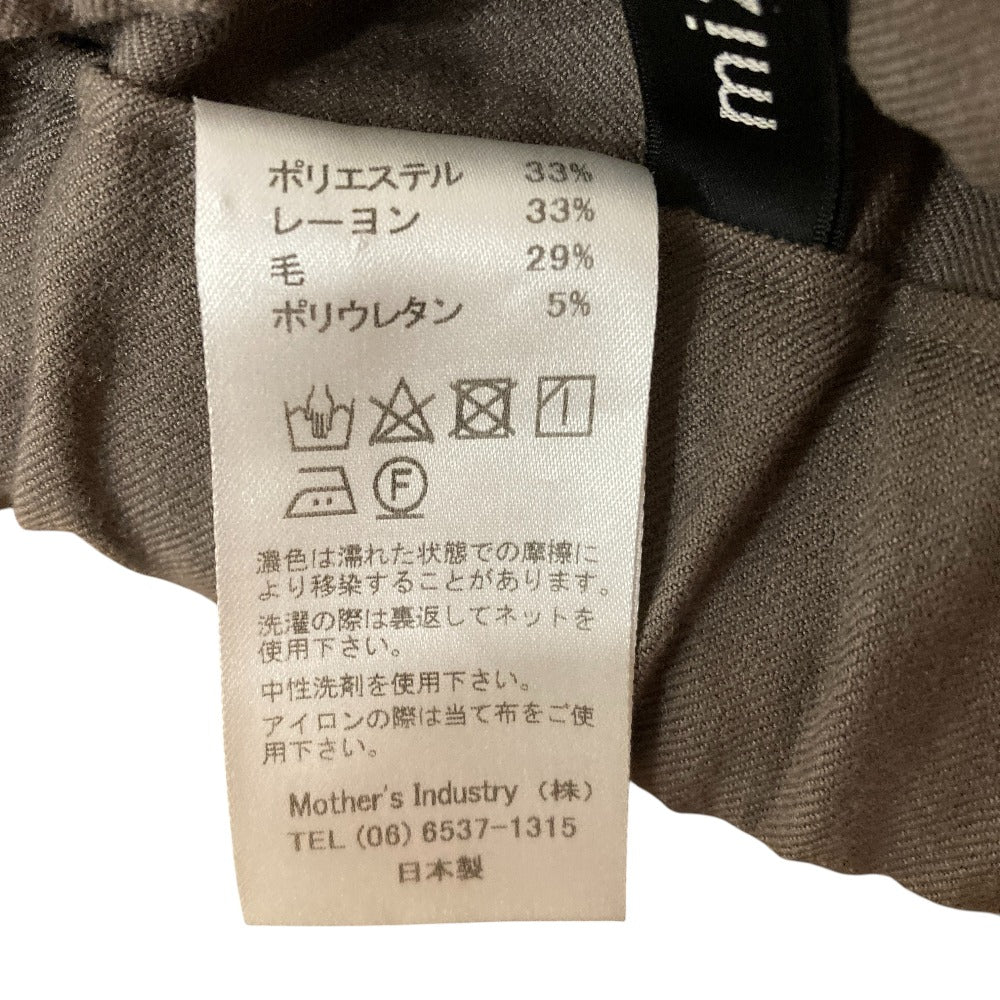 ポリエステル 33%
レーヨン 33%
毛 29%
ポリウレタン 5%
F
濃色は濡れた状態での摩擦に
より移染することがあります。
洗濯の際は裏返してネットを
使用下さい。
中性洗剤を使用下さい。
アイロンの際は当て布をご使
用下さい。
Mother's Industry （株）
TEL (06) 6537-1315
日本製